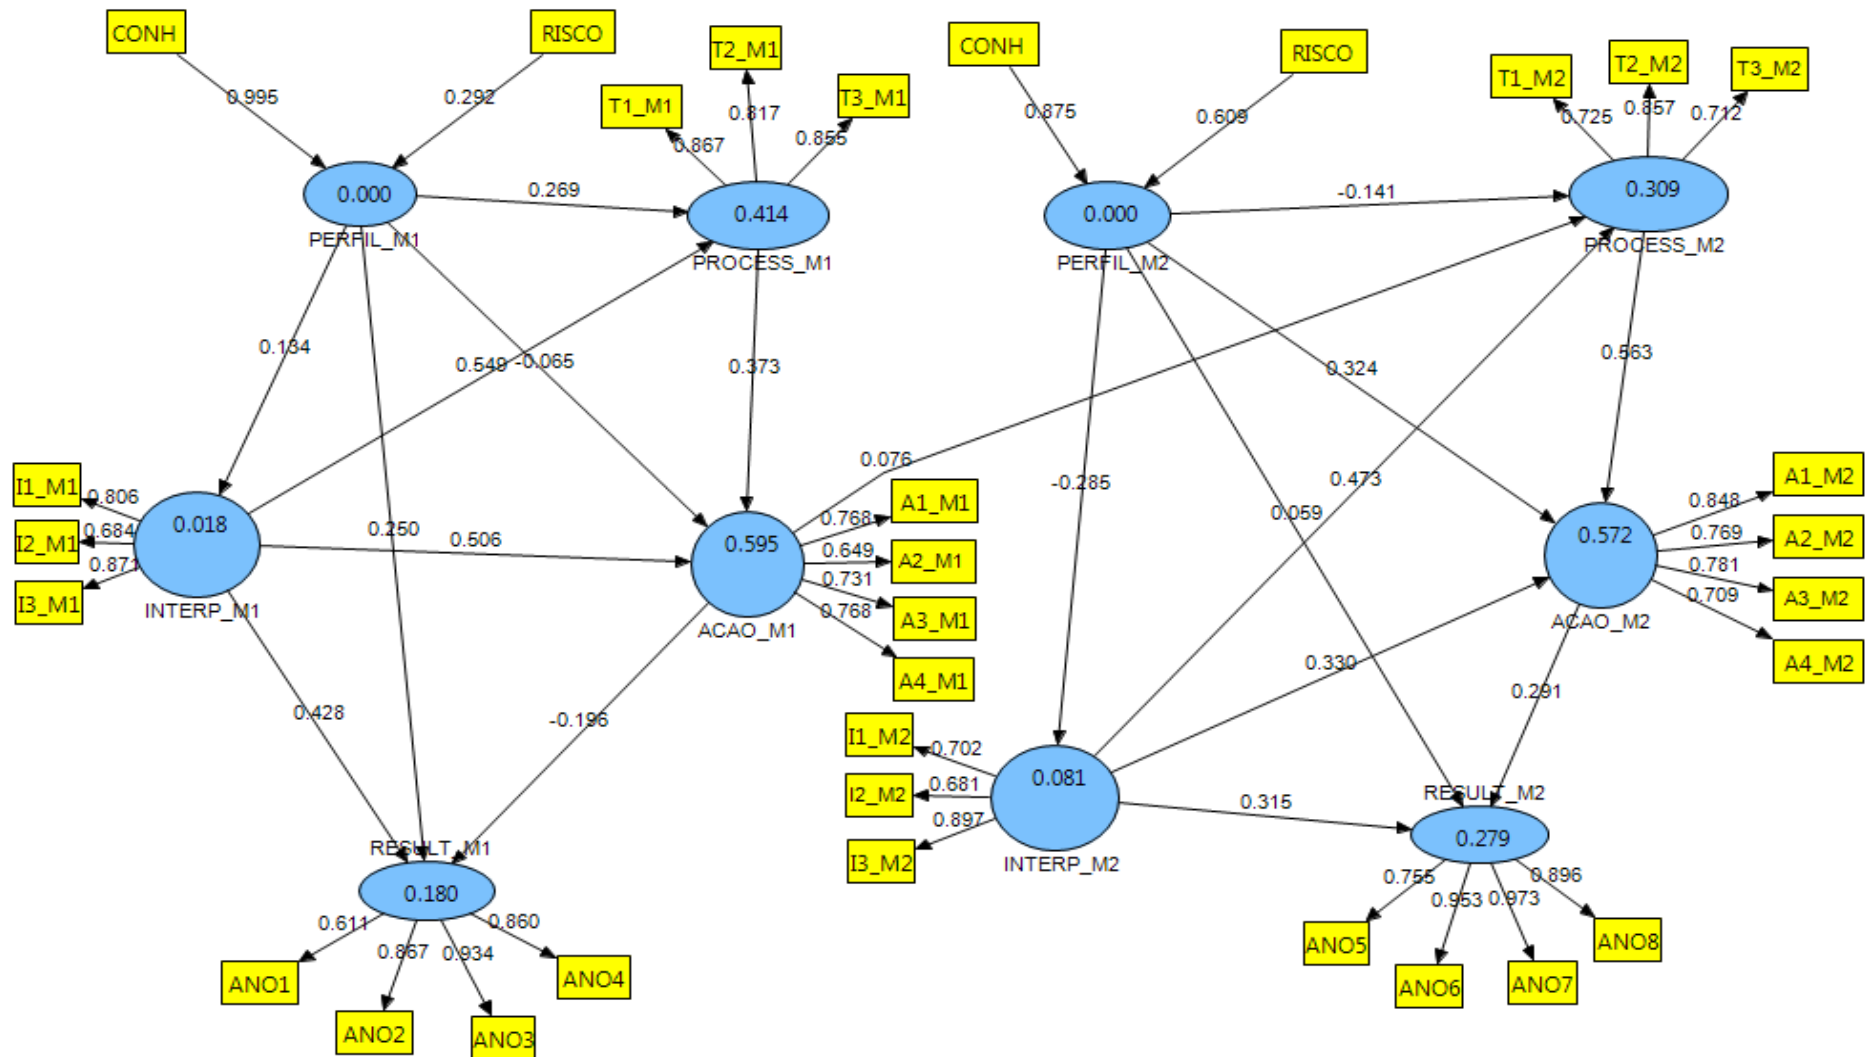 CONH
RISCO
T2_M1
T1_M1
T3_M1
0.995
0.292
0.817
0.867
0.855
0.000
PERFIL_M1
0.269
0.414
PROCESS_M1
0.134
0.549
-0.065
0.373
I1_M1
I2_M1
I3_M1
0.806
0.684
0.871
0.018
INTERP_M1
0.250
0.506
0.595
ACAO_M1
0.768
0.649
0.731
0.768
A1_M1
A2_M1
A3_M1
A4_M1
0.428
-0.196
RESULT_M1
0.180
0.611
0.867
0.934
0.860
ANO1
ANO2
ANO3
ANO4
CONH
RISCO
T1_M2
T2_M2
T3_M2
0.875
0.609
0.725
0.857
0.712
0.000
PERFIL_M2
-0.141
0.309
PROCESS_M2
0.324
0.563
0.076
-0.285
0.059
0.473
0.572
ACAO_M2
0.848
0.769
0.781
0.709
A1_M2
A2_M2
A3_M2
A4_M2
0.330
0.291
I1_M2
I2_M2
I3_M2
0.702
0.681
0.897
0.081
INTERP_M2
0.315
RESULT_M2
0.279
0.755
0.953
0.973
0.896
ANO5
ANO6
ANO7
ANO8